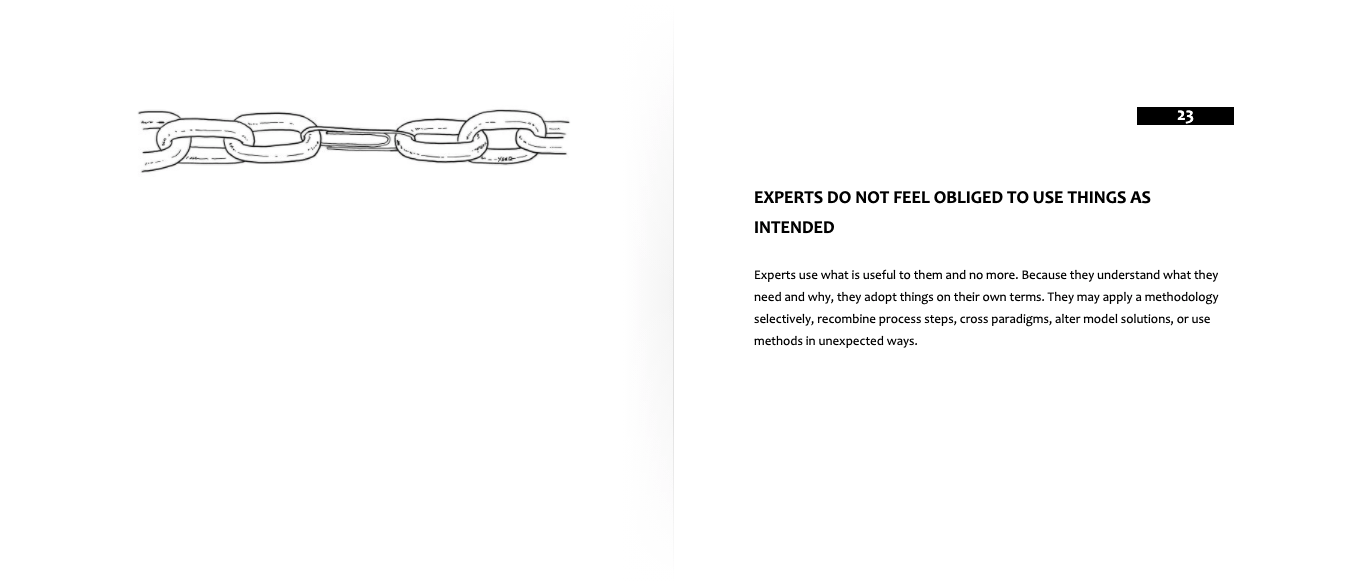 23
EXPERTS DO NOT FEEL OBLIGED TO USE THINGS AS
INTENDED
Experts use what is useful to them and no more. Because they understand what they
need and why, they adopt things on their own terms. They may apply a methodology
selectively, recombine process steps, cross paradigms, alter model solutions, or use
methods in unexpected ways.